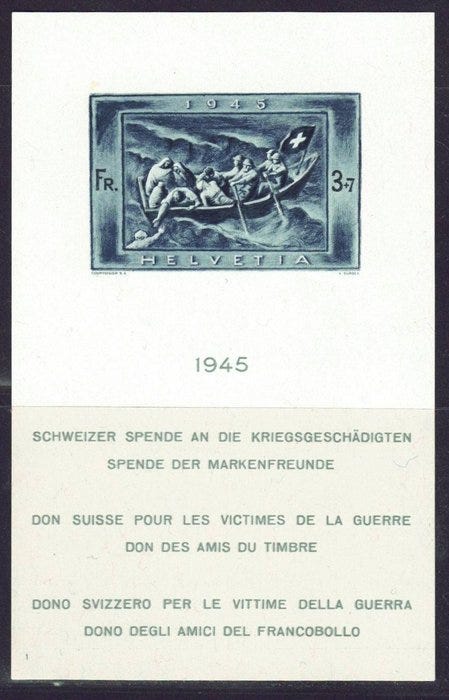 1945
FR. 3+7
HELVETIA
COURVOISIER S.A.
1945
SCHWEIZER SPENDE AN DIE KRIEGSGESCHÄDIGTEN
SPENDE DER MARKENFREUNDE
DON SUISSE POUR LES VICTIMES DE LA GUERRE
DON DES AMIS DU TIMBRE
DONO SVIZZERO PER LE VITTIME DELLA GUERRA
DONO DEGLI AMICI DEL FRANCOBOLLO
1